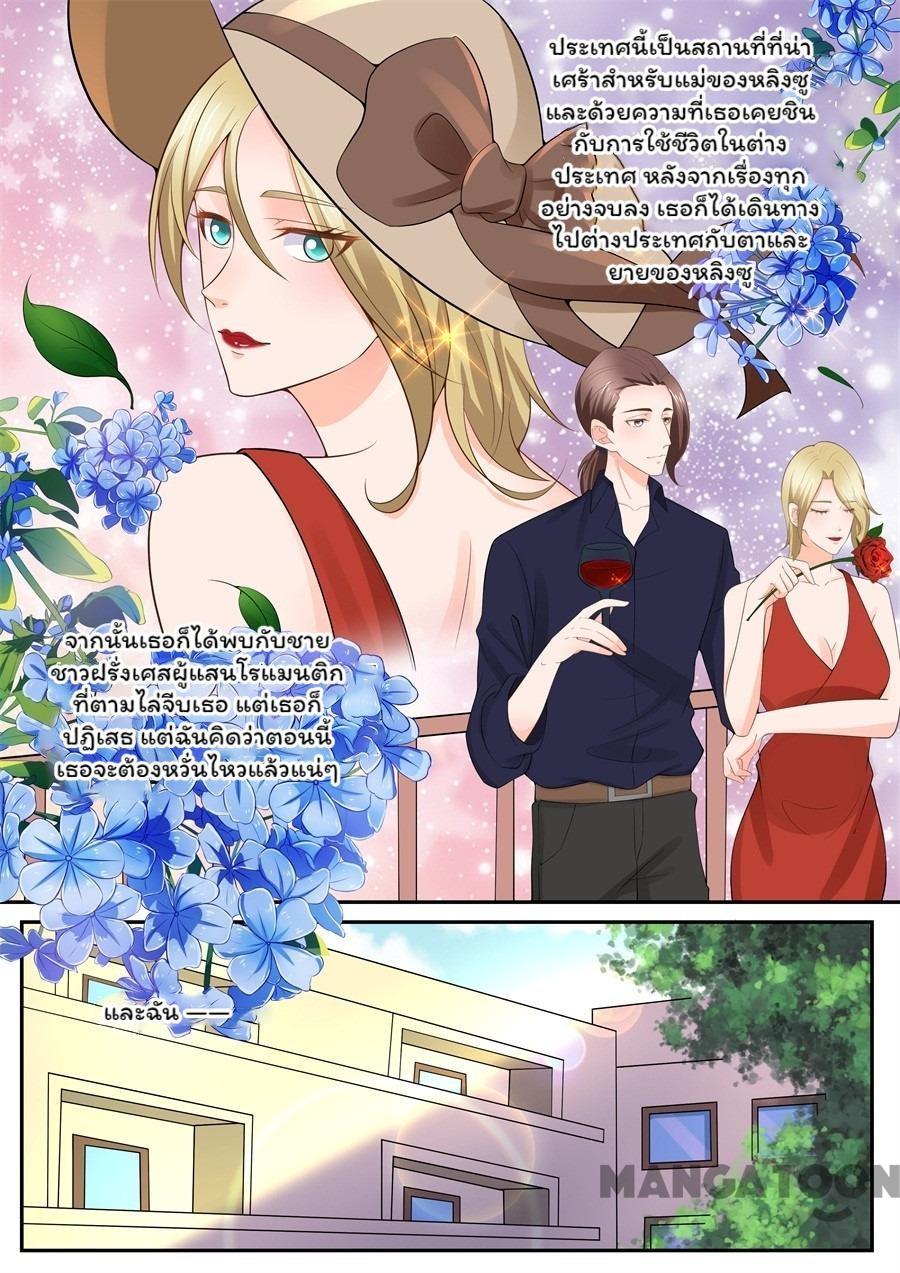 ประเทศนี้เป็นสถานที่ที่น่า
เศร้าสำหรับแม่ของหลิงซู
และด้วยความที่เธอเคยชิน
กับการใช้ชีวิตในต่าง
ประเทศ หลังจากเรื่องทุก
อย่างจบลง เธอก็ได้เดินทาง
ไปต่างประเทศกับตาและ
ยายของหลิงซู
จากนั้นเธอก็ได้พบกับชาย
ชาวฝรั่งเศสผู้แสนโรแมนติก
ที่ตามไล่จีบเธอ แต่เธอก็
ปฏิเสธ แต่ฉันคิดว่าตอนนี้
เธอจะต้องหวั่นไหวแล้วแน่ๆ
และฉัน ——
MANGATOON